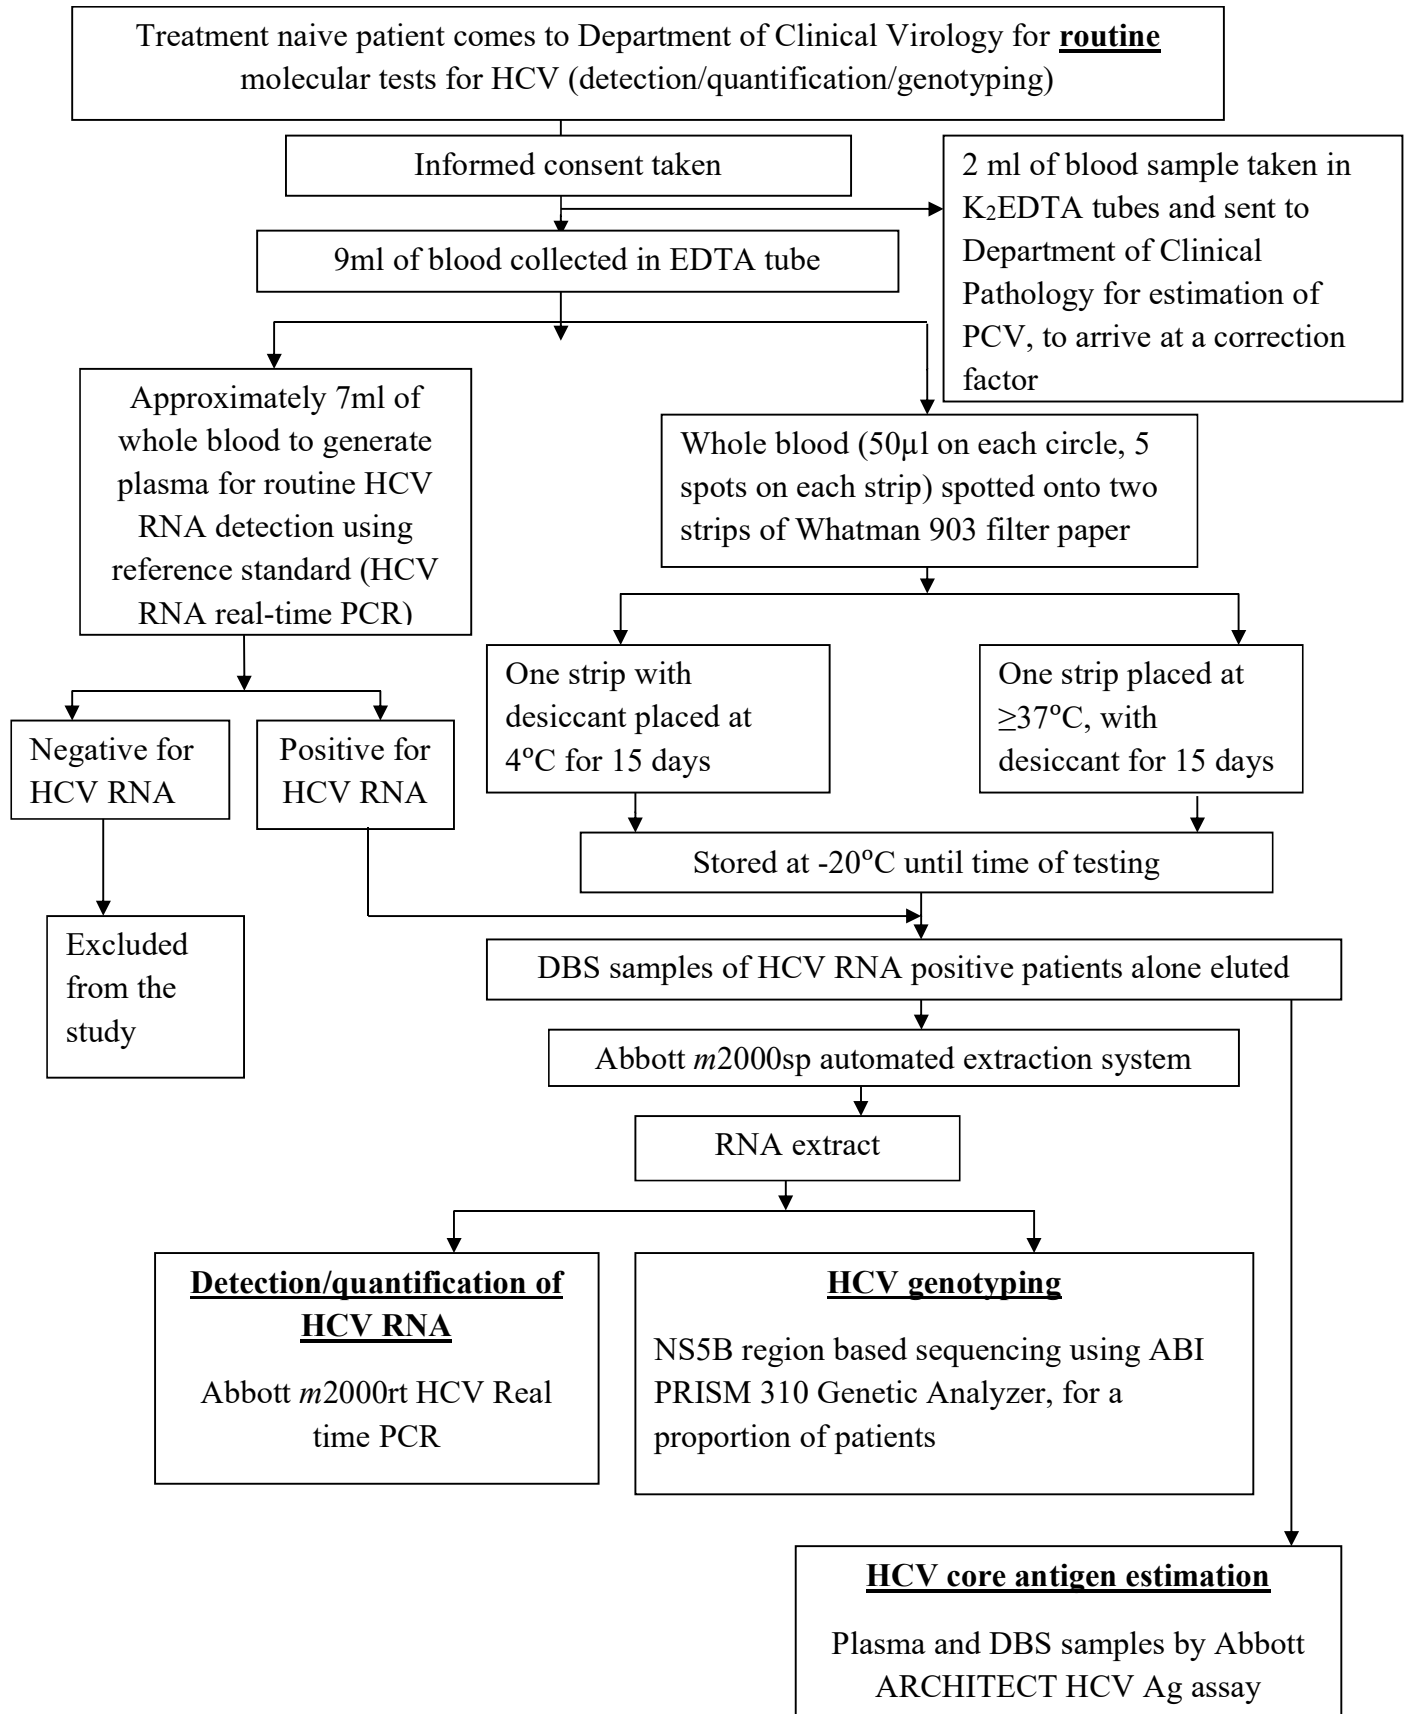 Treatment naive patient comes to Department of Clinical Virology for routine
molecular tests for HCV (detection/quantification/genotyping)
Informed consent taken
2 ml of blood sample taken in
K₂EDTA tubes and sent to
Department of Clinical
Pathology for estimation of
PCV, to arrive at a correction
factor
9ml of blood collected in EDTA tube
Approximately 7ml of
whole blood to generate
plasma for routine HCV
RNA detection using
reference standard (HCV
RNA real-time PCR)
Whole blood (50µl on each circle, 5
spots on each strip) spotted onto two
strips of Whatman 903 filter paper
One strip with
desiccant placed at
4°C for 15 days
One strip placed at
≥37°C, with
desiccant for 15 days
Negative for
HCV RNA
Positive for
HCV RNA
Stored at -20°C until time of testing
Excluded
from the
study
DBS samples of HCV RNA positive patients alone eluted
Abbott m2000sp automated extraction system
RNA extract
Detection/quantification of
HCV RNA
Abbott m2000rt HCV Real
time PCR
HCV genotyping
NS5B region based sequencing using ABI
PRISM 310 Genetic Analyzer, for a
proportion of patients
HCV core antigen estimation
Plasma and DBS samples by Abbott
ARCHITECT HCV Ag assay